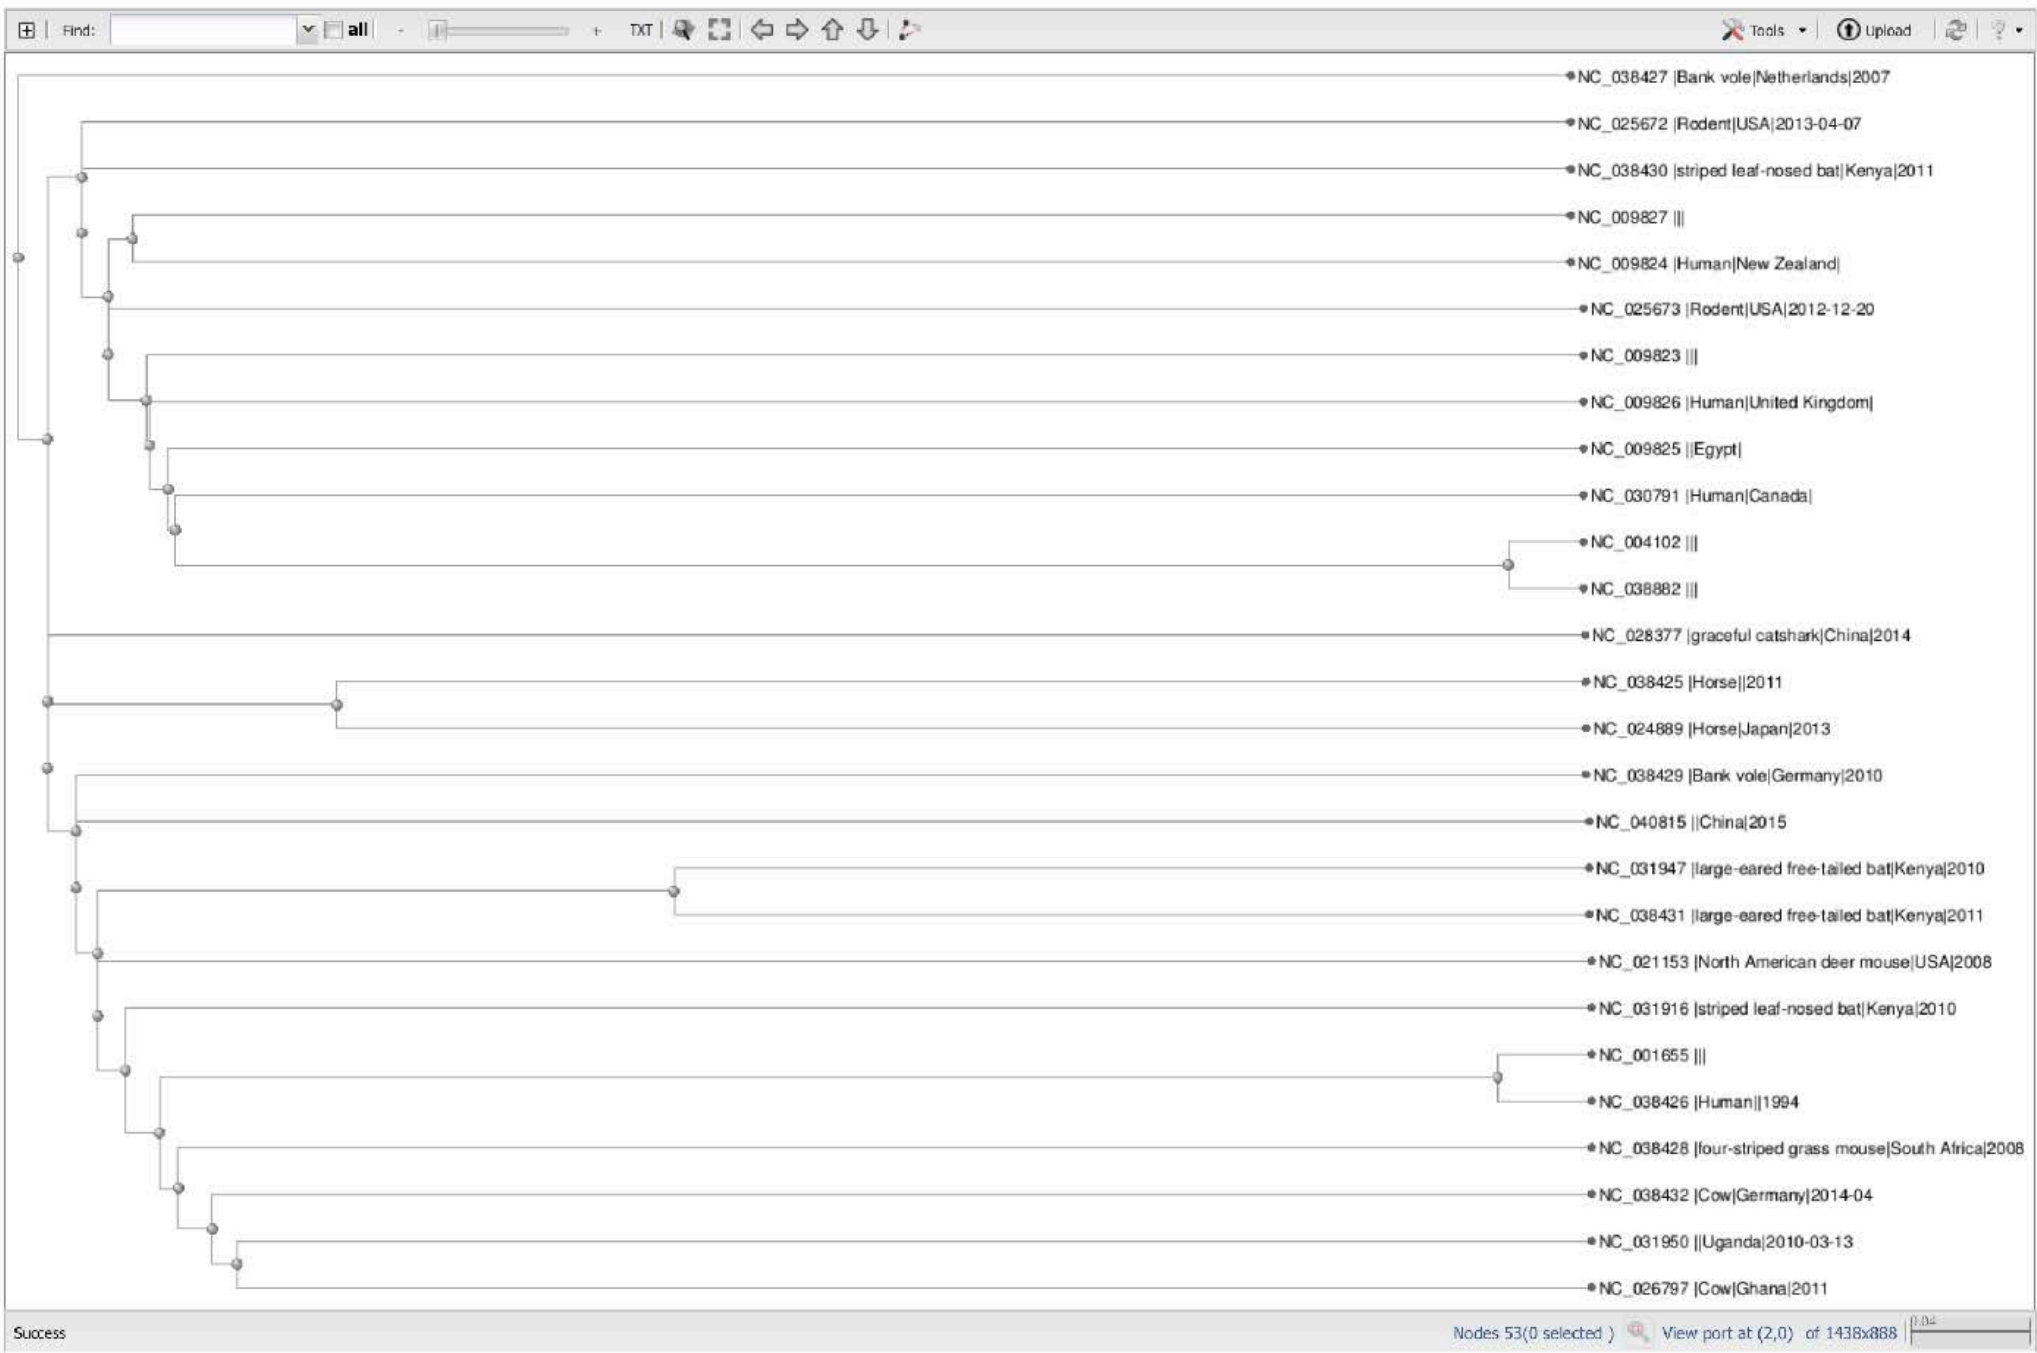 Find: all - + TXT Tools Upload ?
NC_038427 |Bank vole|Netherlands|2007
NC_025672 |Rodent|USA|2013-04-07
NC_038430 |striped leaf-nosed bat|Kenya|2011
NC_009827 |||
NC_009824 |Human|New Zealand|
NC_025673 |Rodent|USA|2012-12-20
NC_009823 |||
NC_009826 |Human|United Kingdom|
NC_009825 ||Egypt|
NC_030791 |Human|Canada|
NC_004102 |||
NC_038882 |||
NC_028377 |graceful catshark|China|2014
NC_038425 |Horse||2011
NC_024889 |Horse|Japan|2013
NC_038429 |Bank vole|Germany|2010
NC_040815 ||China|2015
NC_031947 |large-eared free-tailed bat|Kenya|2010
NC_038431 |large-eared free-tailed bat|Kenya|2011
NC_021153 |North American deer mouse|USA|2008
NC_031916 |striped leaf-nosed bat|Kenya|2010
NC_001655 |||
NC_038426 |Human||1994
NC_038428 |four-striped grass mouse|South Africa|2008
NC_038432 |Cow|Germany|2014-04
NC_031950 ||Uganda|2010-03-13
NC_026797 |Cow|Ghana|2011
Success Nodes 53(0 selected ) View port at (2,0) of 1438x888 0.04